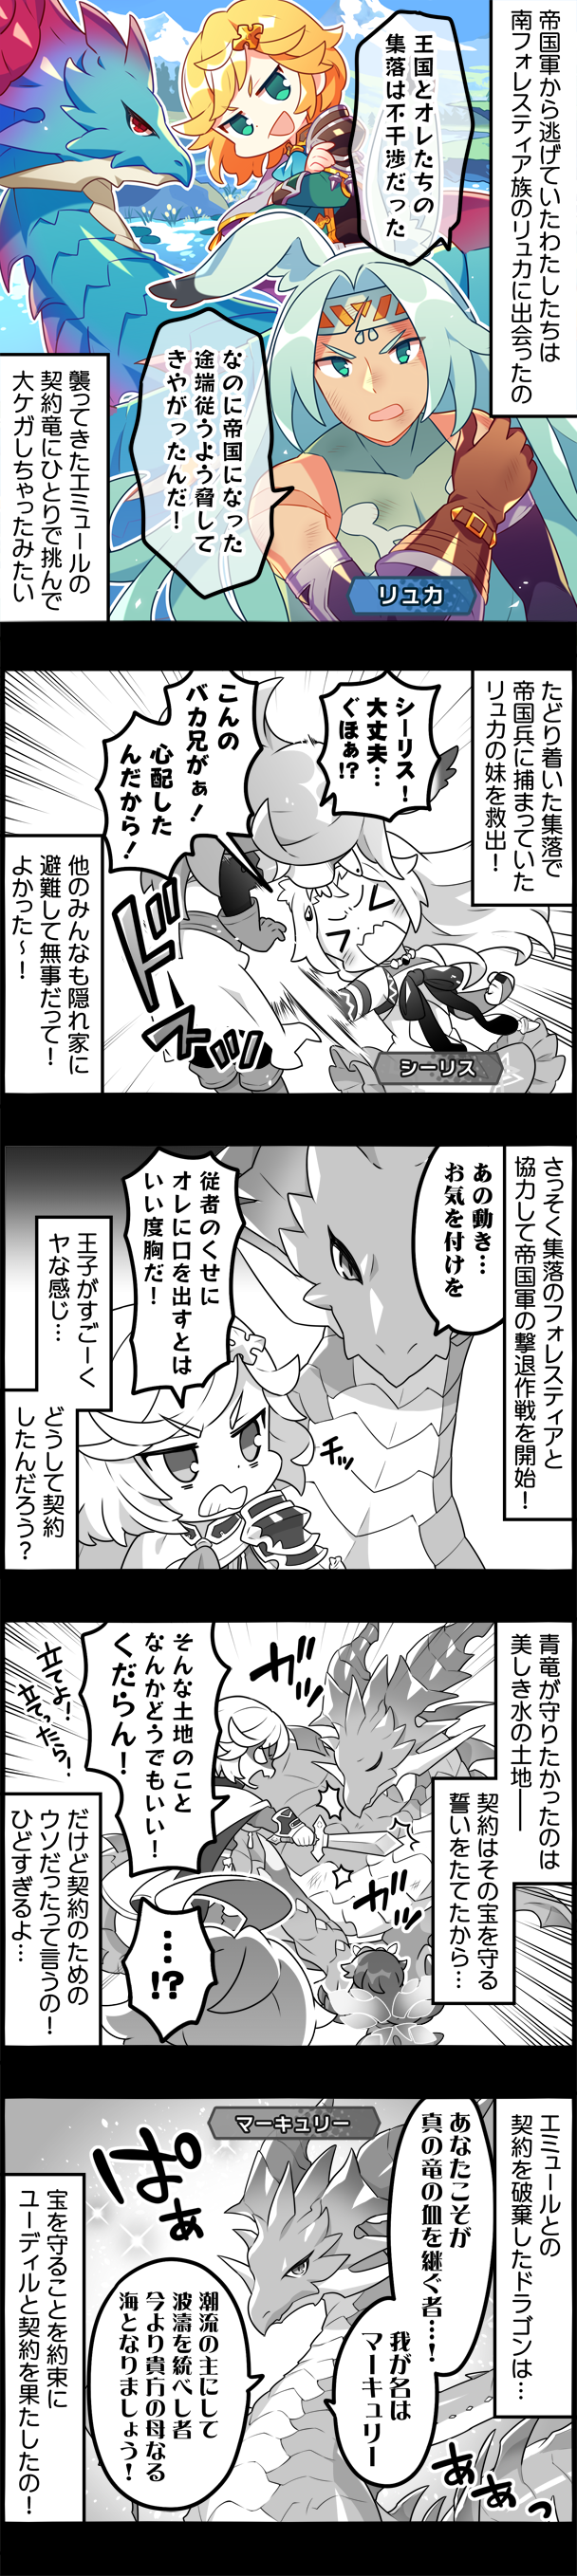 帝国軍から逃げていたわたしたちは
南フォレスティア族のリュカに出会ったの
王国とオレたちの
集落は不干渉だった
なのに帝国になった
途端従うよう脅して
きやがったんだ！
リュカ
襲ってきたエミュールの
契約竜にひとりで挑んで
大ケガしちゃったみたい
たどり着いた集落で
帝国兵に捕まっていた
リュカの妹を救出！
シーリス！
大丈夫…
ぐほぁ!?
こんの
バカ兄がぁ！
心配した
んだから！
ドズッ
シーリス
他のみんなも隠れ家に
避難して無事だって！
よかった～！
さっそく集落のフォレスティアと
協力して帝国軍の撃退作戦を開始！
あの動き…
お気を付けを
従者のくせに
オレに口を出すとは
いい度胸だ！
チッ
王子がすごーく
ヤな感じ…
どうして契約
したんだろう？
青竜が守りたかったのは
美しき水の土地――
契約はその宝を守る
誓いをたてたから…
ガッ
ガッ
そんな土地のこと
なんかどうでもいい！
くだらん！
立てよ！
立ったら！
…!?
だけど契約のための
ウソだったって言うの！
ひどすぎるよ…
エミュールとの
契約を破棄したドラゴンは…
マーキュリー
あなたこそが
真の竜の血を継ぐ者…！
我が名は
マーキュリー
ぱぁ
潮流の主にして
波濤を統べし者
今より貴方の母なる
海となりましょう！
ああっ
宝を守ることを約束に
ユーディルと契約を果たしたの！